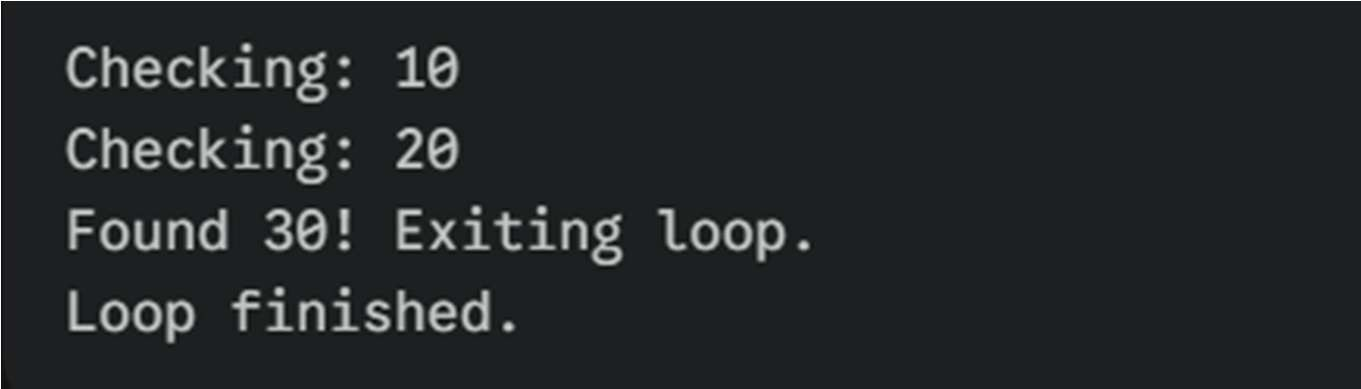 Checking: 10
Checking: 20
Found 30! Exiting loop.
Loop finished.